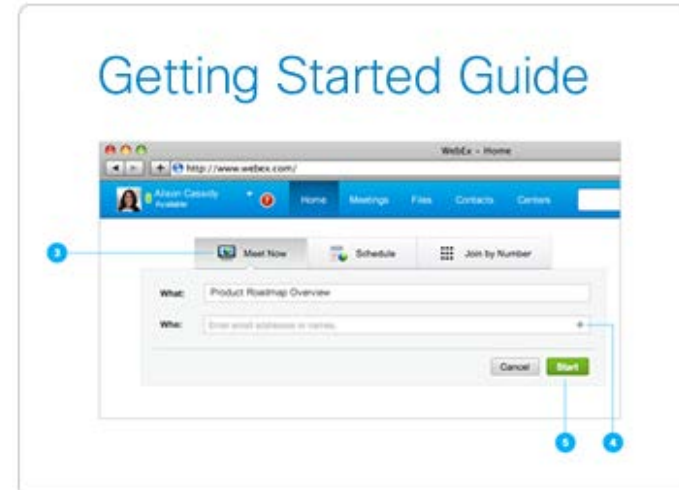 Getting Started Guide
WebEx - Home
http://www.webex.com/
Alison Cassidy
Available
Home Meetings Files Contacts Centers
3
Meet Now Schedule Join by Number
What: Product Roadmap Overview
Who: Enter email addresses or names.
Cancel Start
5 4